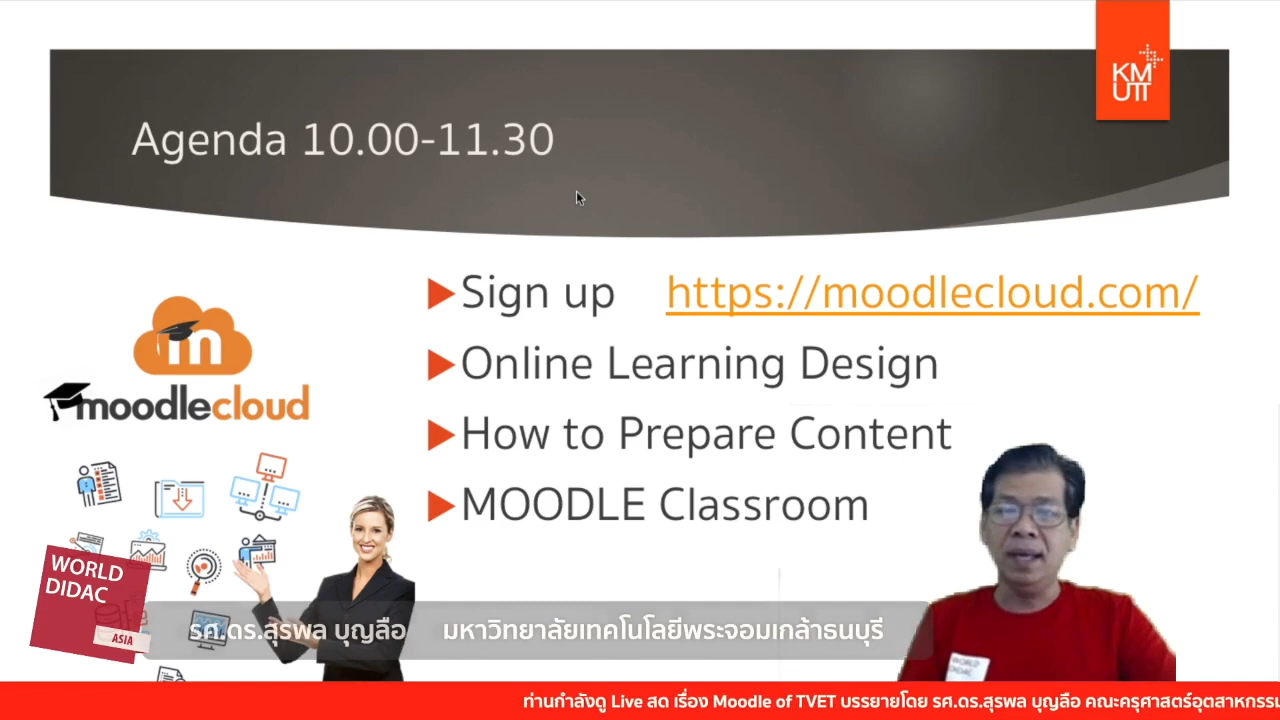 KM
UTT
Agenda 10.00-11.30
Sign up https://moodlecloud.com/
Online Learning Design
How to Prepare Content
MOODLE Classroom
m
moodlecloud
WORLD
DIDAC
ASIA
รศ.ดร.สุรพล บุญลือ มหาวิทยาลัยเทคโนโลยีพระจอมเกล้าธนบุรี
WORLD
DIDAC
ท่านกำลังดู Live สด เรื่อง Moodle of TVET บรรยายโดย รศ.ดร.สุรพล บุญลือ คณะครุศาสตร์อุตสาหกรรม